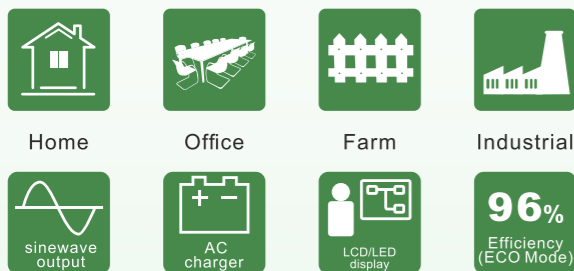 Home
Office
Farm
Industrial
sinewave
output
+ −
AC
charger
LCD/LED
display
96%
Efficiency
(ECO Mode)